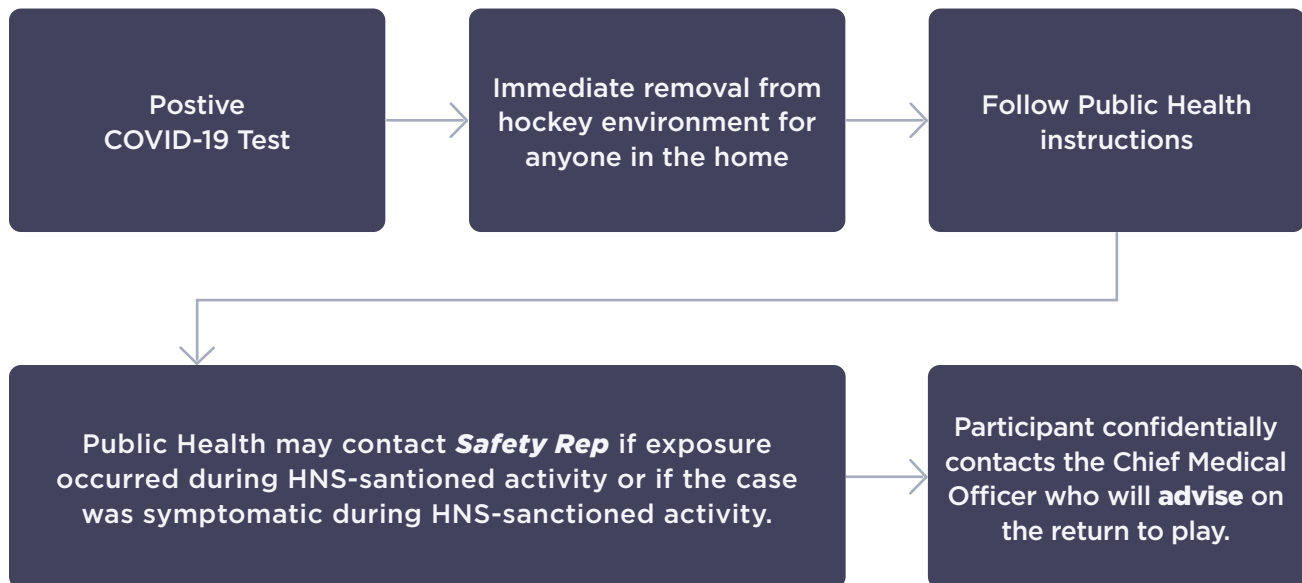 Postive
COVID-19 Test
Immediate removal from
hockey environment for
anyone in the home
Follow Public Health
instructions
Public Health may contact Safety Rep if exposure
occurred during HNS-santioned activity or if the case
was symptomatic during HNS-sanctioned activity.
Participant confidentially
contacts the Chief Medical
Officer who will advise on
the return to play.